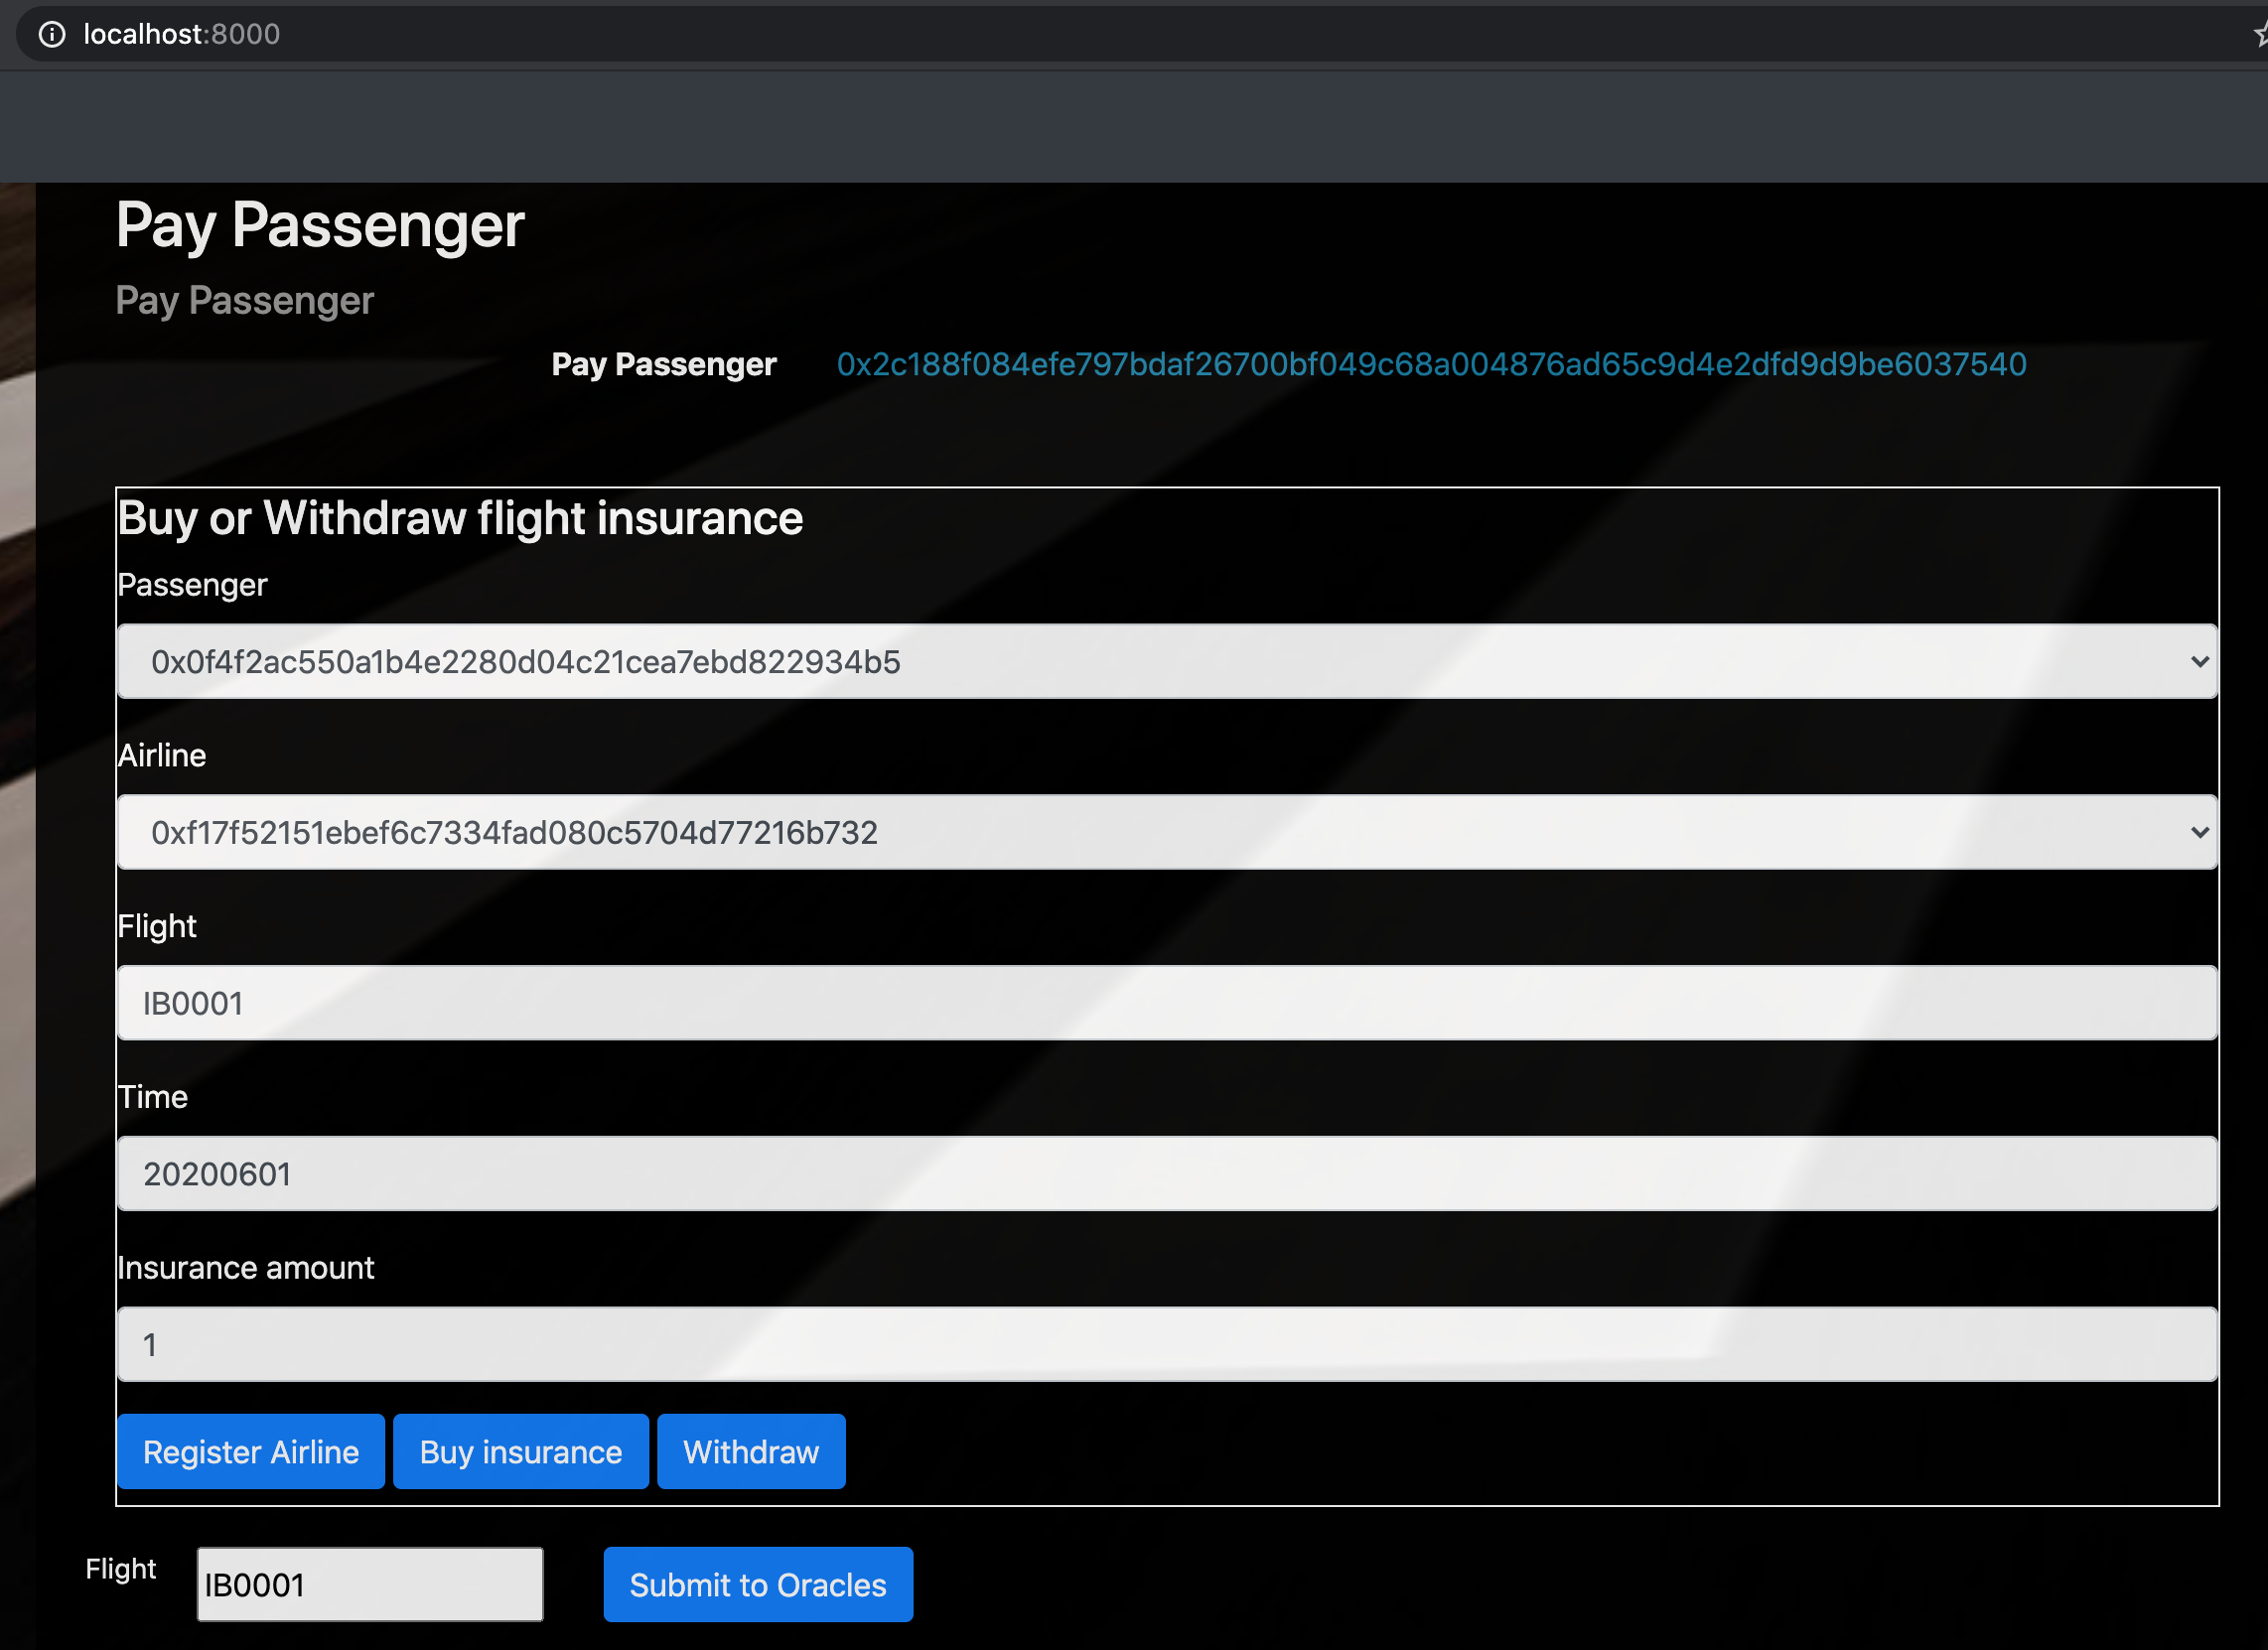 localhost:8000
Pay Passenger
Pay Passenger
Pay Passenger 0x2c188f084efe797bdaf26700bf049c68a004876ad65c9d4e2dfd9d9be6037540
Buy or Withdraw flight insurance
Passenger
0x0f4f2ac550a1b4e2280d04c21cea7ebd822934b5
Airline
0xf17f52151ebef6c7334fad080c5704d77216b732
Flight
IB0001
Time
20200601
Insurance amount
1
Register Airline Buy insurance Withdraw
Flight IB0001 Submit to Oracles